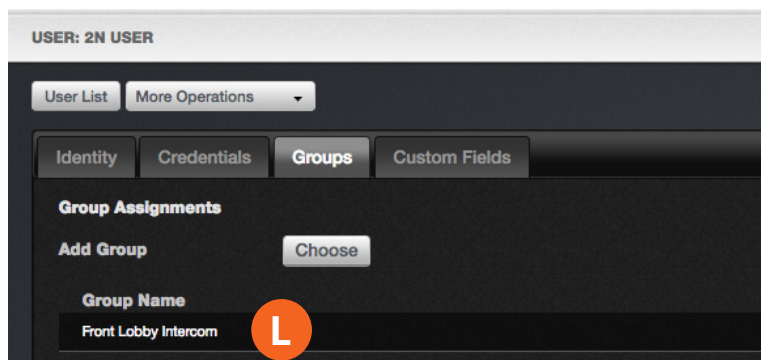 USER: 2N USER
User List More Operations
Identity Credentials Groups Custom Fields
Group Assignments
Add Group Choose
Group Name
Front Lobby Intercom L